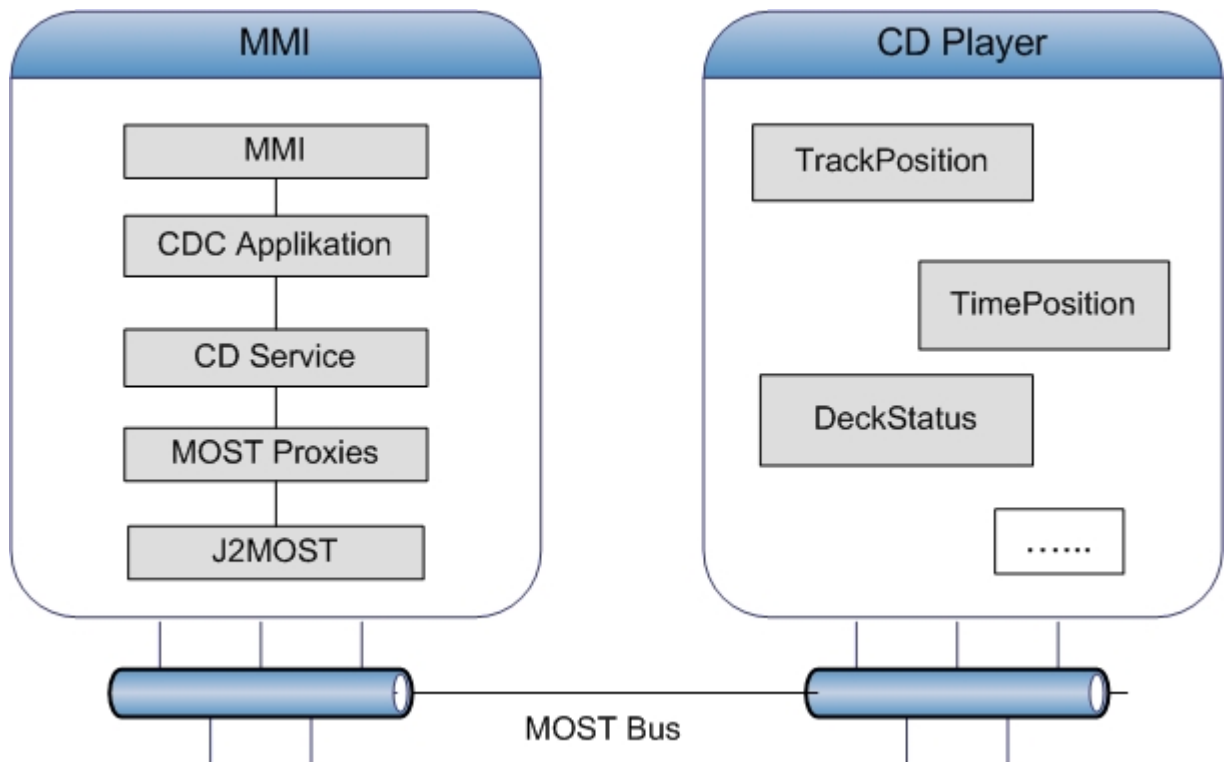 MMI
MMI
CDC Applikation
CD Service
MOST Proxies
J2MOST
CD Player
TrackPosition
TimePosition
DeckStatus
…...
MOST Bus